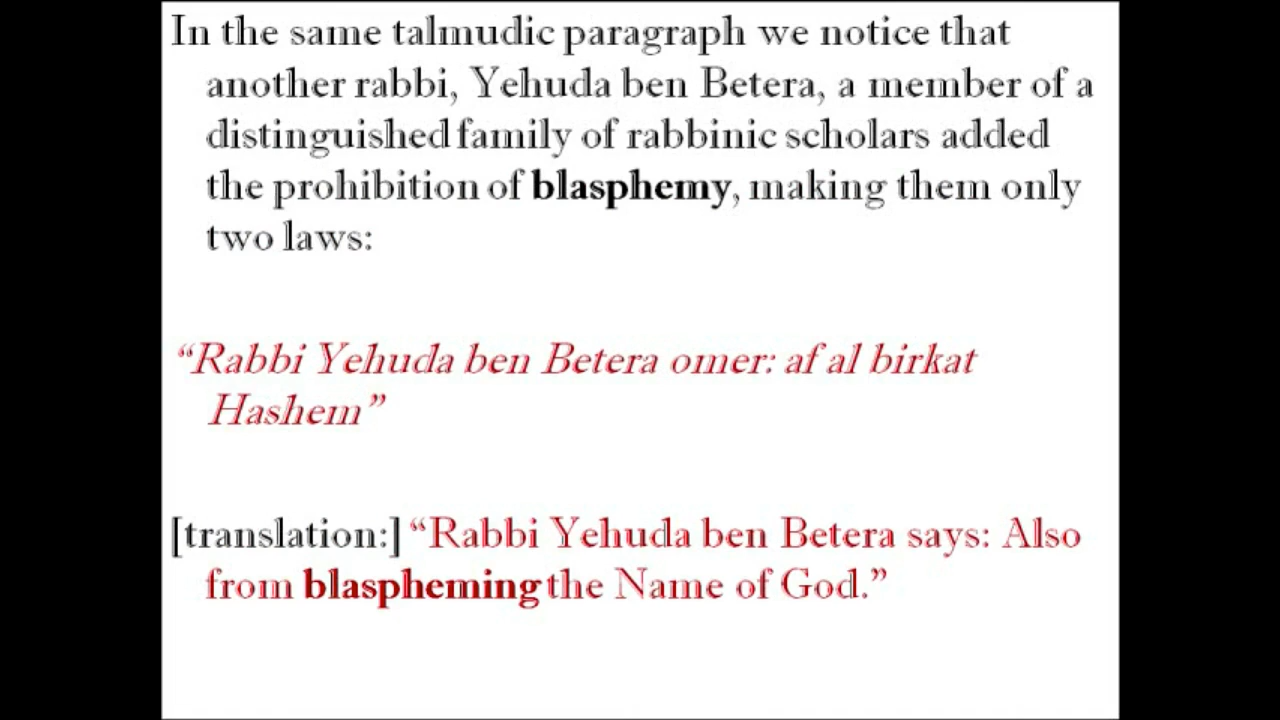 In the same talmudic paragraph we notice that
another rabbi, Yehuda ben Betera, a member of a
distinguished family of rabbinic scholars added
the prohibition of blasphemy, making them only
two laws:
“Rabbi Yehuda ben Betera omer: af al birkat
Hashem”
[translation:] “Rabbi Yehuda ben Betera says: Also
from blaspheming the Name of God.”